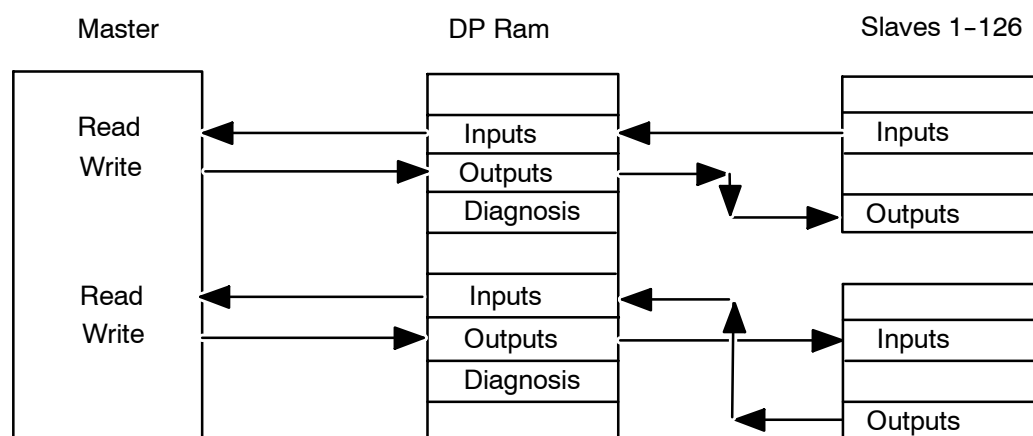 Master DP Ram Slaves 1–126
Read Inputs Inputs
Write Outputs
Diagnosis Outputs
Read Inputs
Write Outputs Inputs
Diagnosis
Outputs